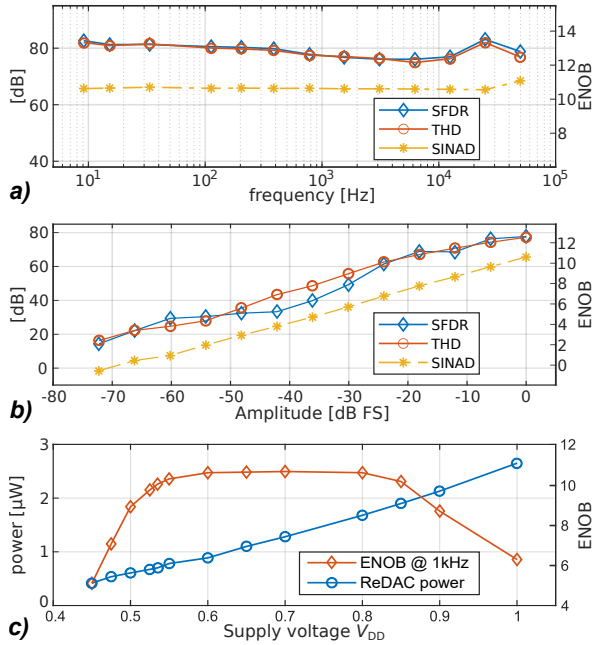 80
60
40
[dB]
14
12
10
8
ENOB
SFDR
THD
SINAD
10^1
10^2
10^3
10^4
10^5
frequency [Hz]
a)
80
60
40
20
0
[dB]
12
10
8
6
4
2
0
ENOB
SFDR
THD
SINAD
-80
-70
-60
-50
-40
-30
-20
-10
0
Amplitude [dB FS]
b)
3
2
1
0
power [µW]
12
10
8
6
4
ENOB
ENOB @ 1kHz
ReDAC power
0.4
0.5
0.6
0.7
0.8
0.9
1
Supply voltage V_DD
c)